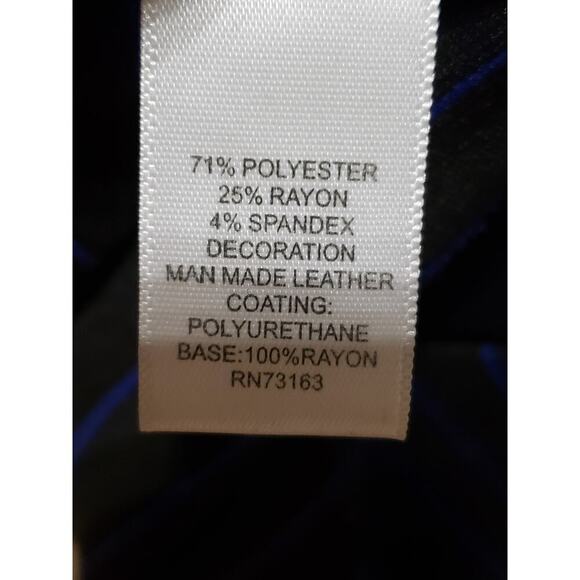 71% POLYESTER
25% RAYON
4% SPANDEX
DECORATION
MAN MADE LEATHER
COATING:
POLYURETHANE
BASE:100%RAYON
RN73163